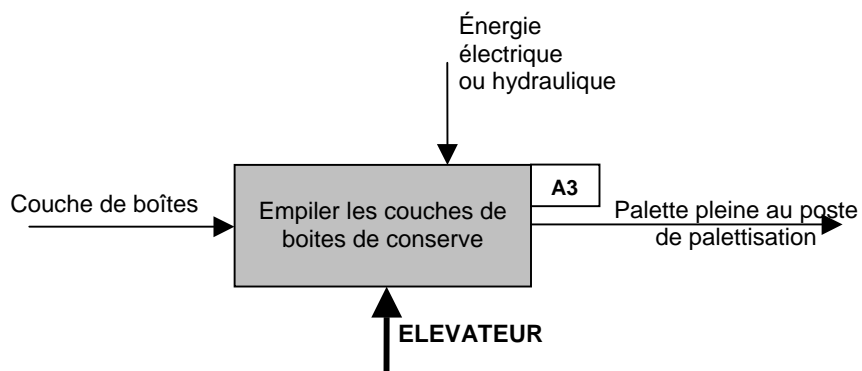 Énergie
électrique
ou hydraulique
A3
Couche de boîtes
Empiler les couches de
boites de conserve
Palette pleine au poste
de palettisation
ELEVATEUR